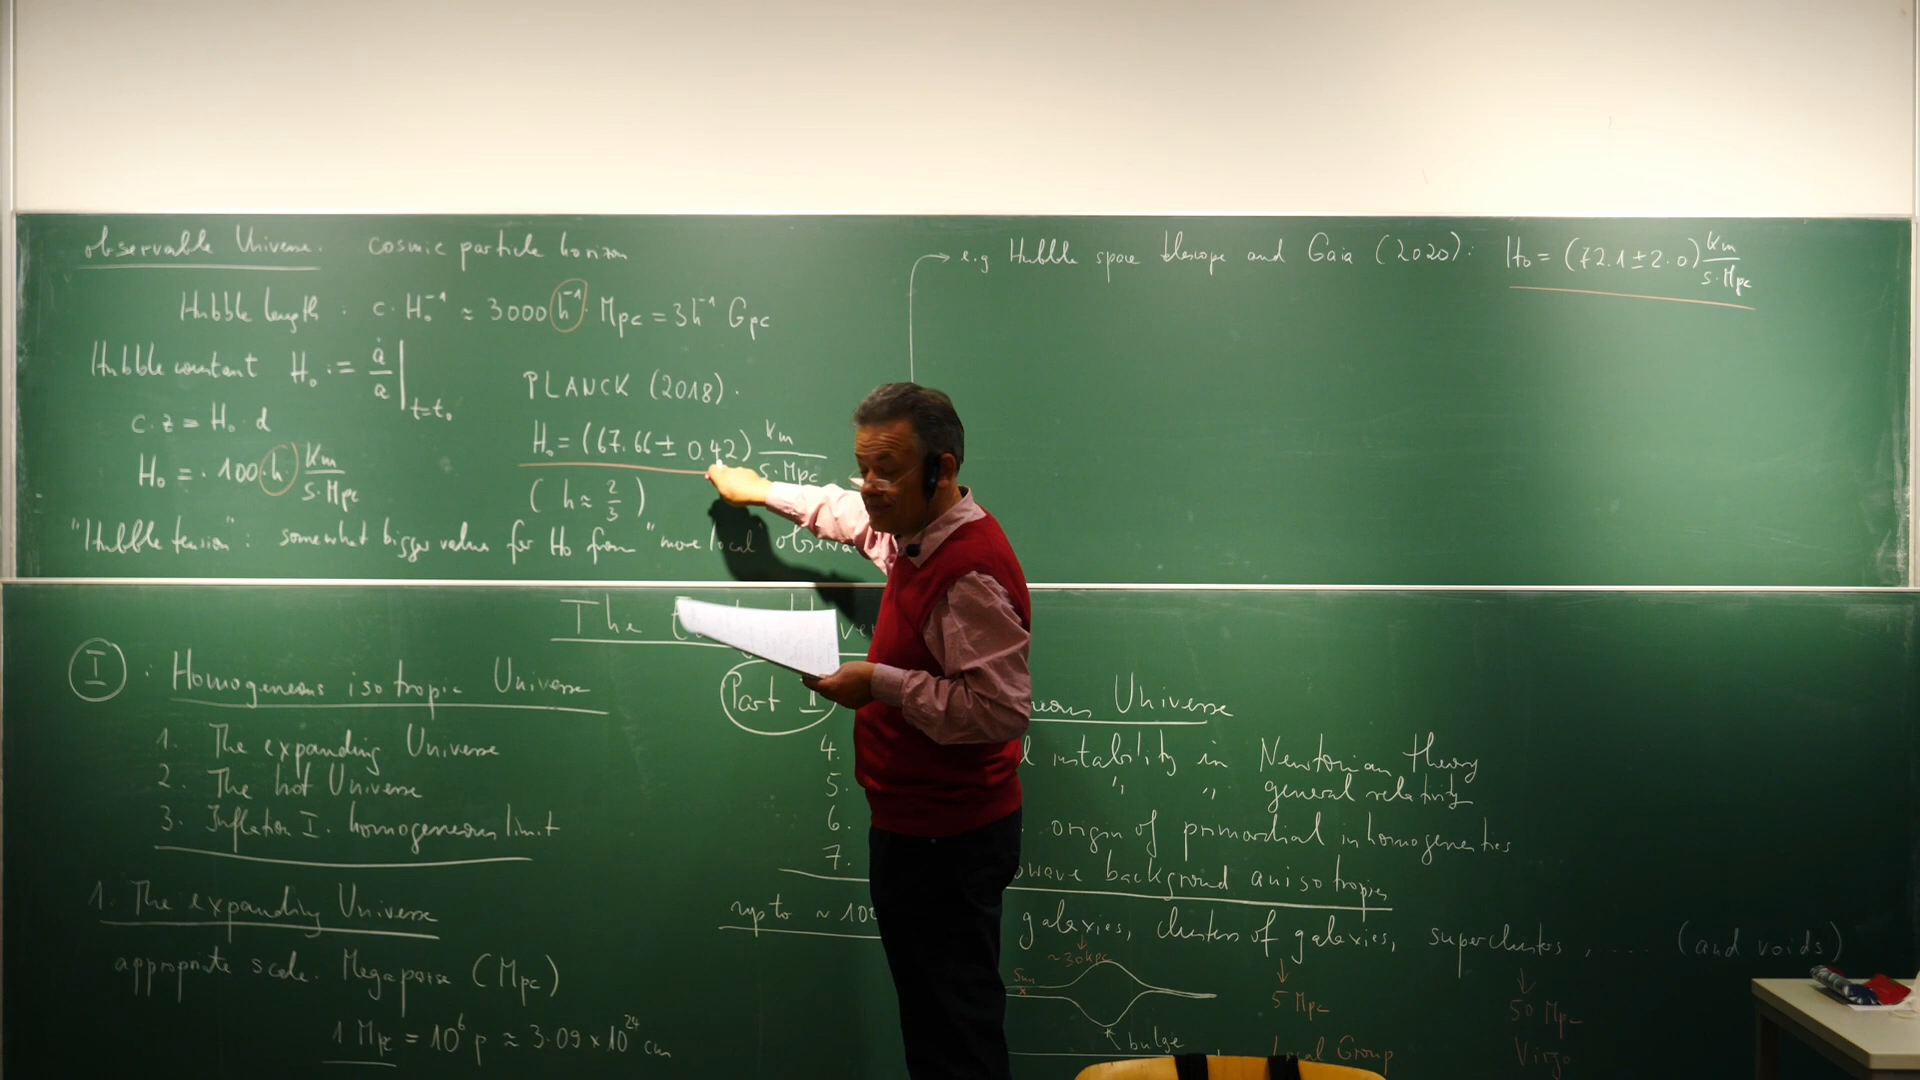 observable Universe. cosmic particle horizon
Hubble length : c·H₀⁻¹ ≈ 3000 h⁻¹ Mpc = 3h⁻¹ Gpc
Hubble constant H₀ := ȧ/a |t=t₀
c·z = H₀·d
H₀ = ·100·h· Km/s·Mpc
PLANCK (2018).
H₀ = (67.66 ± 0.42) Km/s·Mpc
(h ≈ 2/3)
"Hubble tension": somewhat bigger values for H₀ from "more local
→ e.g Hubble space telescope and Gaia (2020): H₀ = (72.1 ± 2.0) Km/s·Mpc
The
I : Homogeneous isotropic Universe
1. The expanding Universe
2. The hot Universe
3. Inflation I. homogeneous limit
1. The expanding Universe
appropriate scale. Megaparse (Mpc)
1 Mpc = 10⁶ p ≈ 3.09 × 10²⁴ cm
Part II Universe
4. instability in Newtonian theory
5. " " general relativity
6. origin of primordial inhomogeneities
7. background anisotropies
up to
galaxies, clusters of galaxies, superclusters, .... (and voids)
~30kpc
↓
5 Mpc
Local Group
↓
50 Mpc
Virgo
Sun
x
bulge